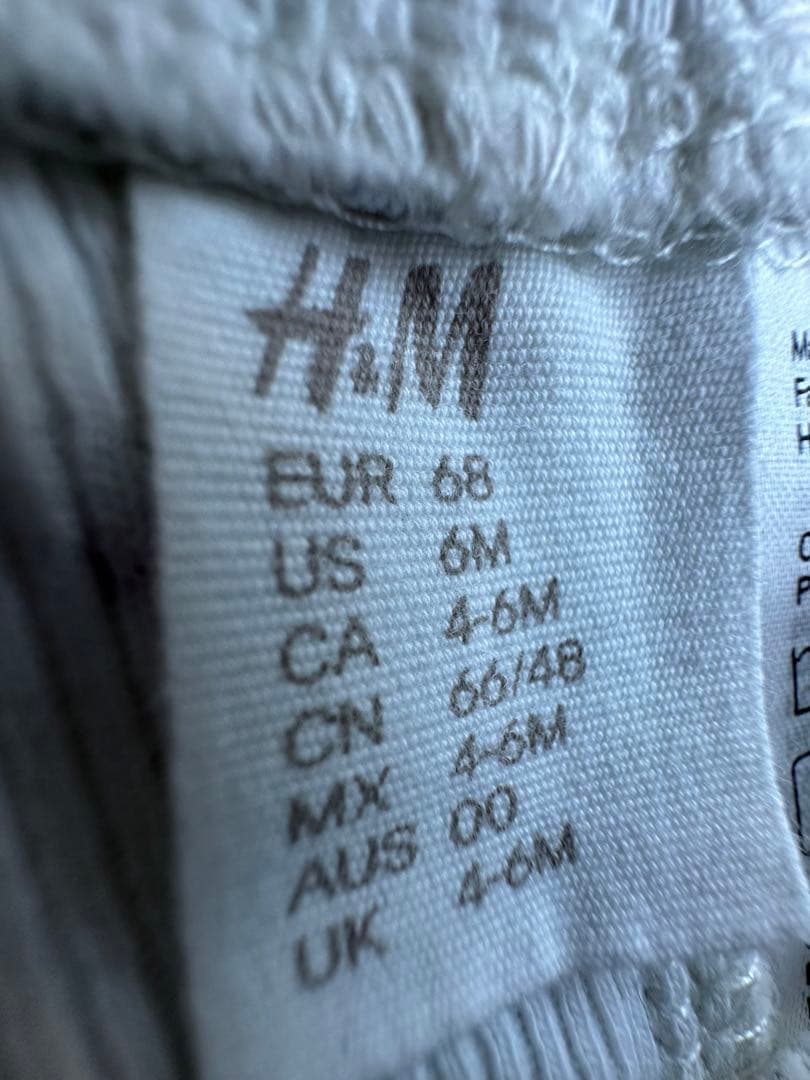 H&M
EUR 68
US 6M
CA 4-6M
CN 66/48
MX 4-6M
AUS 00
UK 4-6M